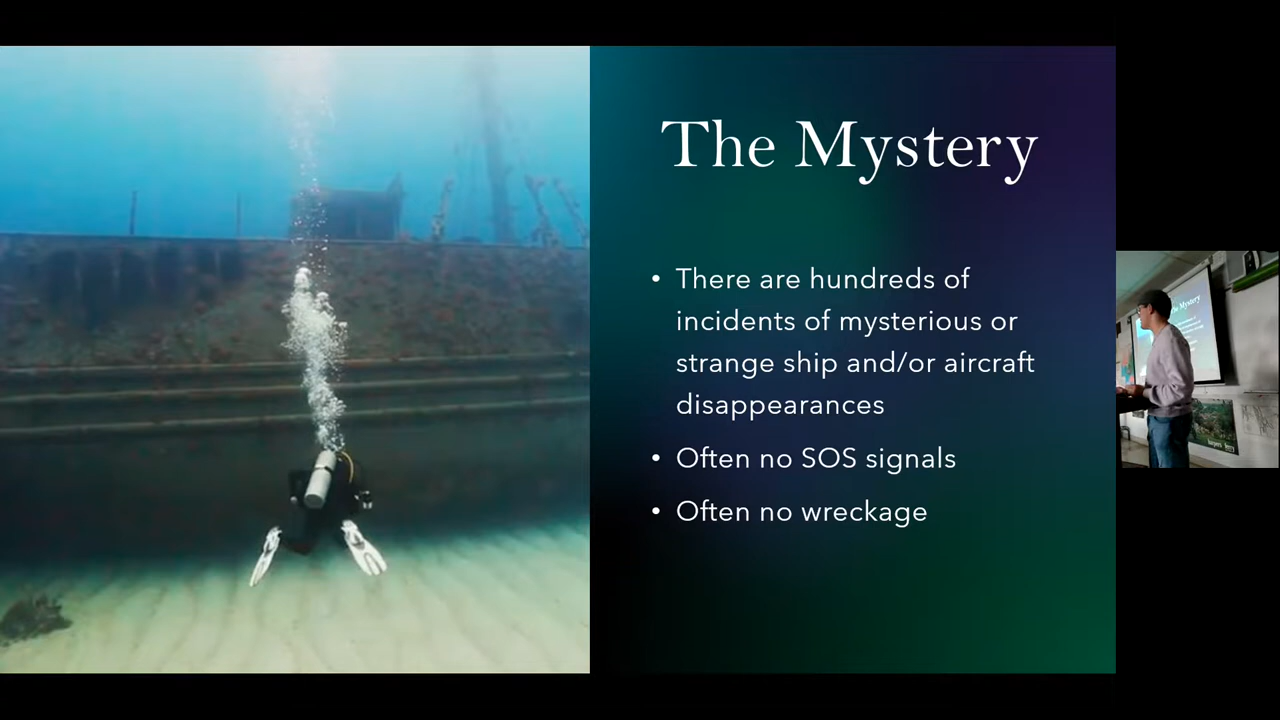 The Mystery
• There are hundreds of
incidents of mysterious or
strange ship and/or aircraft
disappearances
• Often no SOS signals
• Often no wreckage
Mystery